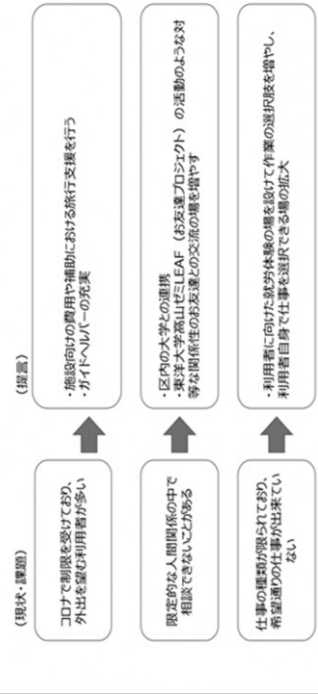 (現状・課題)
(提言)
コロナで制限を受けており、
外出を望む利用者が多い
・施設向けの費用や補助における旅行支援を行う
・ガイドヘルパーの充実
限定的な人間関係の中で
相談できないことがある
・区内の大学との連携
・東洋大学高山ゼミLEAF(お友達プロジェクト)の活動のような対
等な関係性のお友達との交流の場を増やす
仕事の種類が限られており、
希望通りの仕事が出来てい
ない
・利用者に向けた就労体験の場を設けて作業の選択肢を増やし、
利用者自身で仕事を選択できる場の拡大